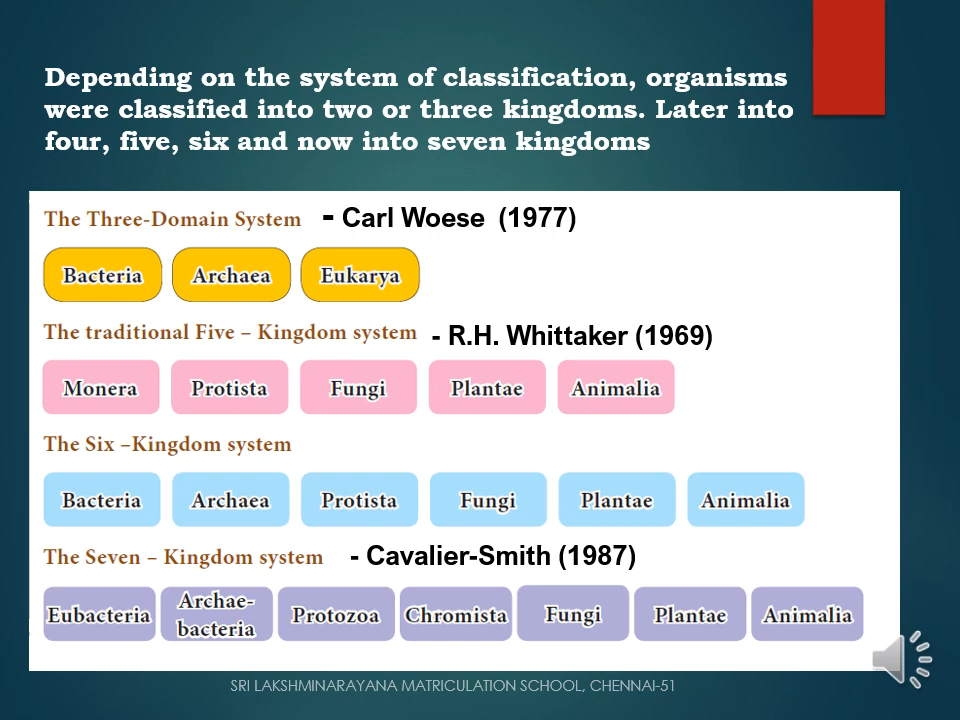 Depending on the system of classification, organisms
were classified into two or three kingdoms. Later into
four, five, six and now into seven kingdoms
The Three-Domain System - Carl Woese (1977)
Bacteria Archaea Eukarya
The traditional Five – Kingdom system - R.H. Whittaker (1969)
Monera Protista Fungi Plantae Animalia
The Six –Kingdom system
Bacteria Archaea Protista Fungi Plantae Animalia
The Seven – Kingdom system - Cavalier-Smith (1987)
Eubacteria Archae-
bacteria Protozoa Chromista Fungi Plantae Animalia
SRI LAKSHMINARAYANA MATRICULATION SCHOOL, CHENNAI-51